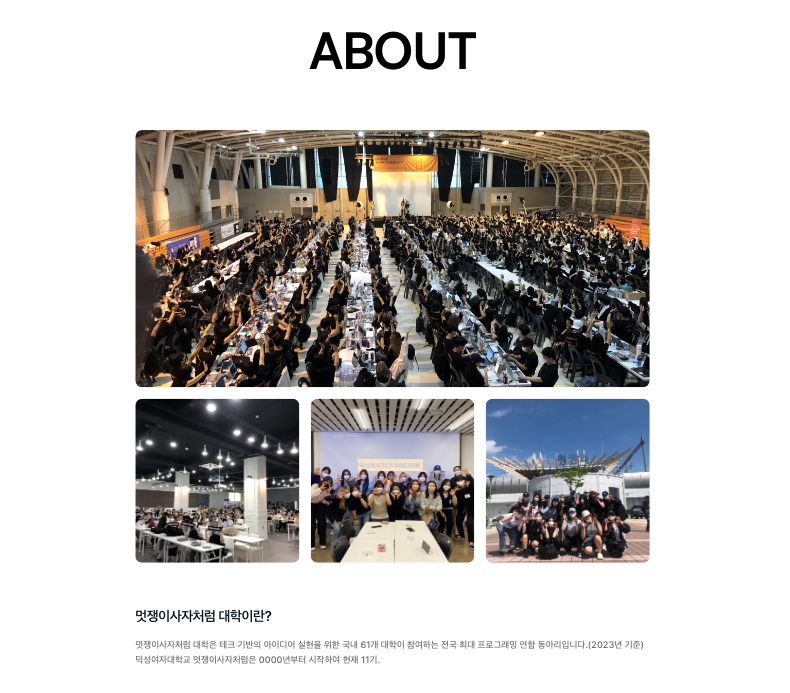 ABOUT
멋쟁이사자처럼 대학이란?
멋쟁이사자처럼 대학은 테크 기반의 아이디어 실현을 위한 국내 61개 대학이 참여하는 전국 최대 프로그래밍 연합 동아리입니다.(2023년 기준)
덕성여자대학교 멋쟁이사자처럼은 0000년부터 시작하여 현재 11기.